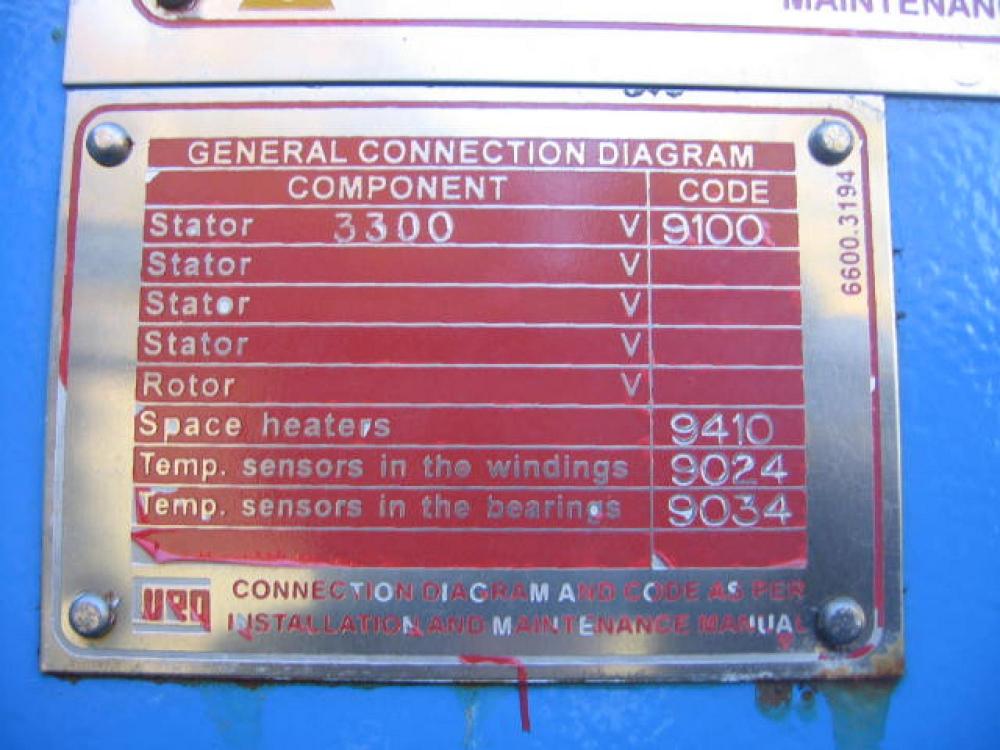 MAINTENAN
GENERAL CONNECTION DIAGRAM
COMPONENT CODE
Stator 3300 V 9100
Stator V
Stator V
Stator V
Rotor V
Space heaters 9410
Temp. sensors in the windings 9024
Temp. sensors in the bearings 9034
6600.3194
weq
CONNECTION DIAGRAM AND CODE AS PER
INSTALLATION AND MAINTENANCE MANUAL